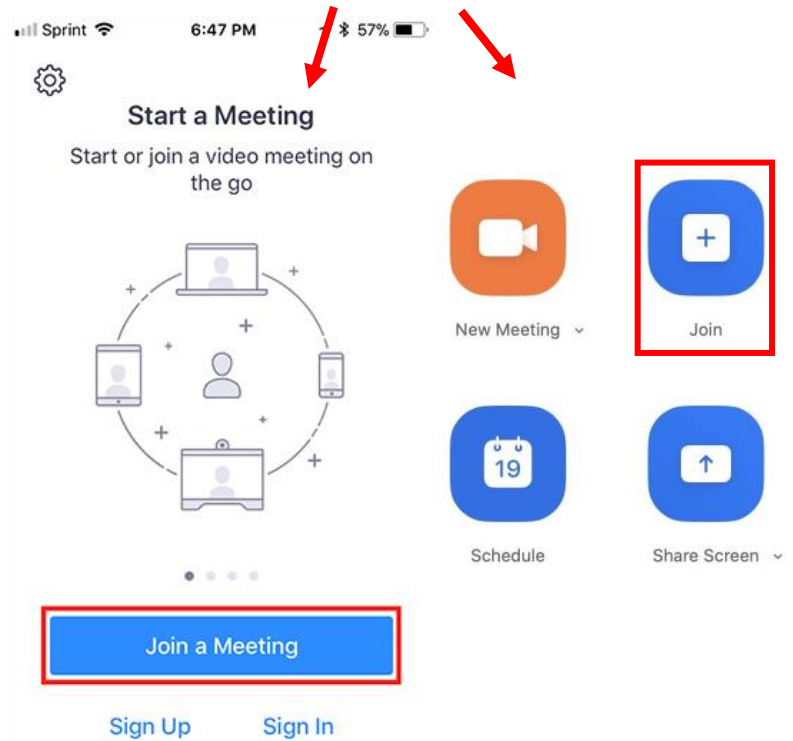 Sprint 6:47 PM 57%
Start a Meeting
Start or join a video meeting on
the go
Join a Meeting
Sign Up Sign In
New Meeting
Join
19
Schedule
Share Screen